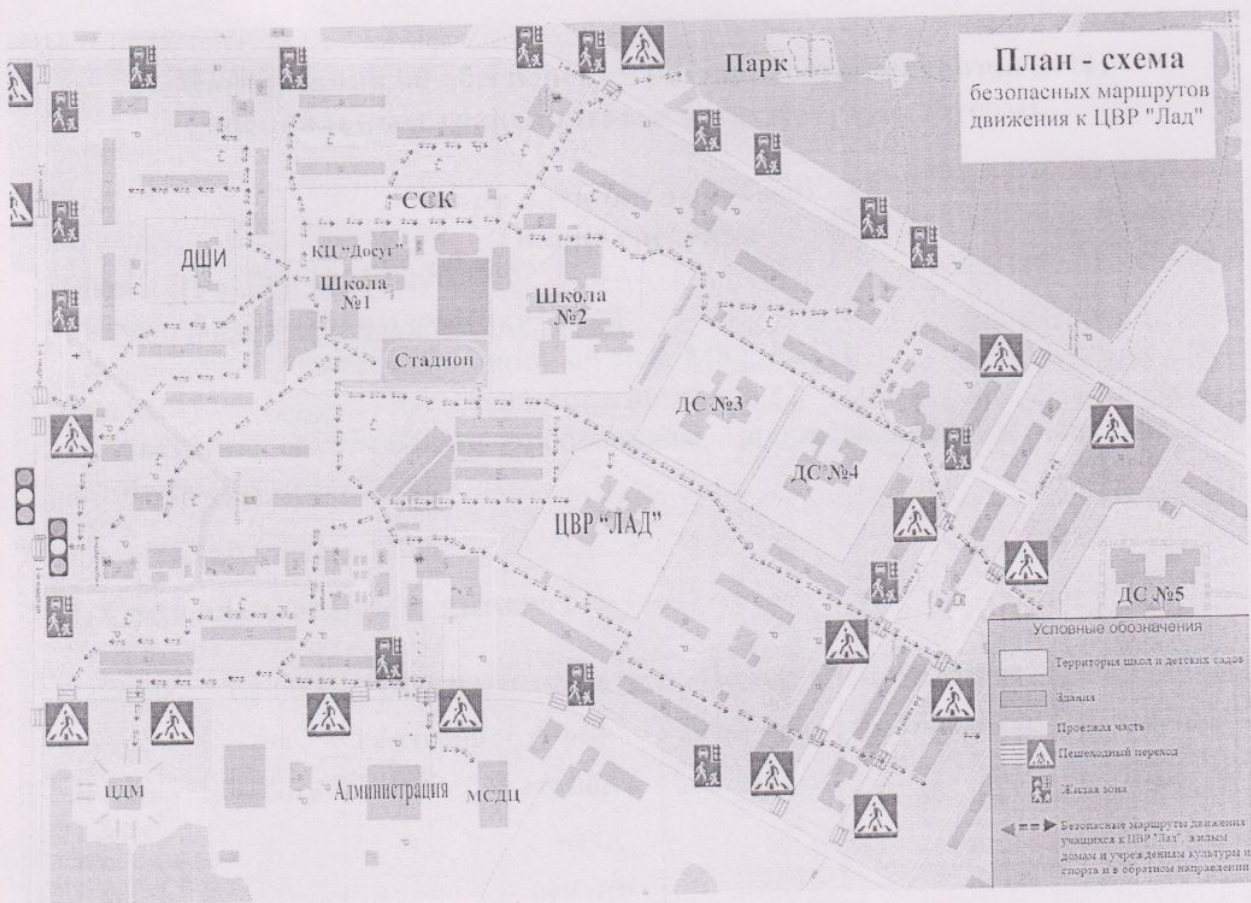 План - схема
безопасных маршрутов
движения к ЦВР "Лад"
Парк
ССК
ДШИ
КЦ "Досуг"
Школа
№1
Школа
№2
Стадион
ДС №3
ДС №4
ЦВР “ЛАД”
ДС №5
ЦДМ
Администрация
МСДЦ
Условные обозначения
Территория школ и детских садов
Здания
Проезжая часть
Пешеходный переход
Жилая зона
Безопасные маршруты движения
учащихся к ЦВР "Лад", жилым
домам и учреждениям культуры и
спорта и в обратном направлении